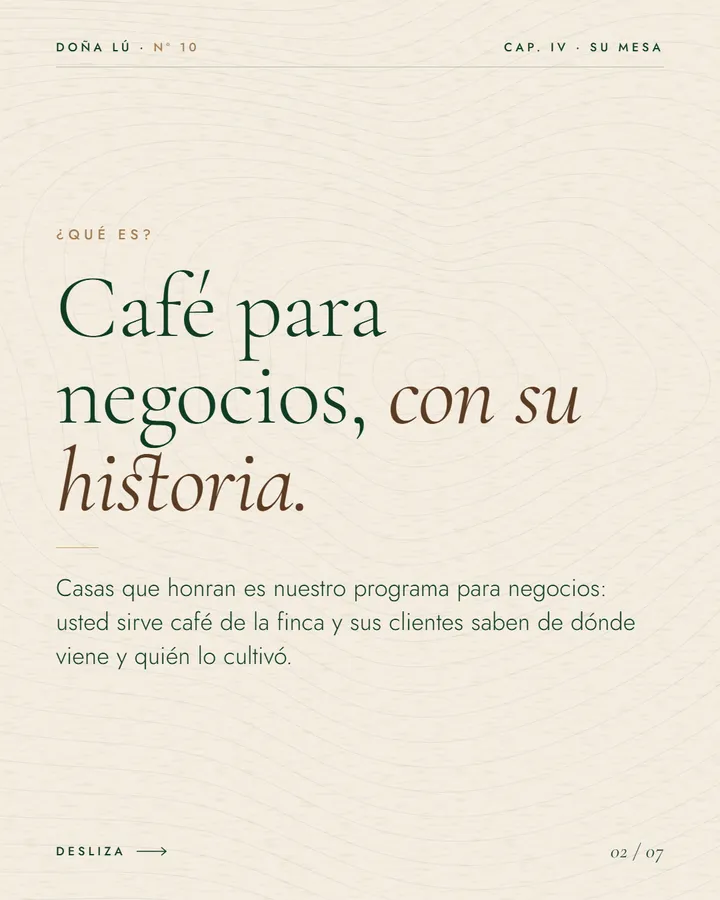 DOÑA LÚ · N° 10
CAP. IV · SU MESA
¿QUÉ ES?
Café para
negocios, con su
historia.
Casas que honran es nuestro programa para negocios:
usted sirve café de la finca y sus clientes saben de dónde
viene y quién lo cultivó.
DESLIZA
02 / 07